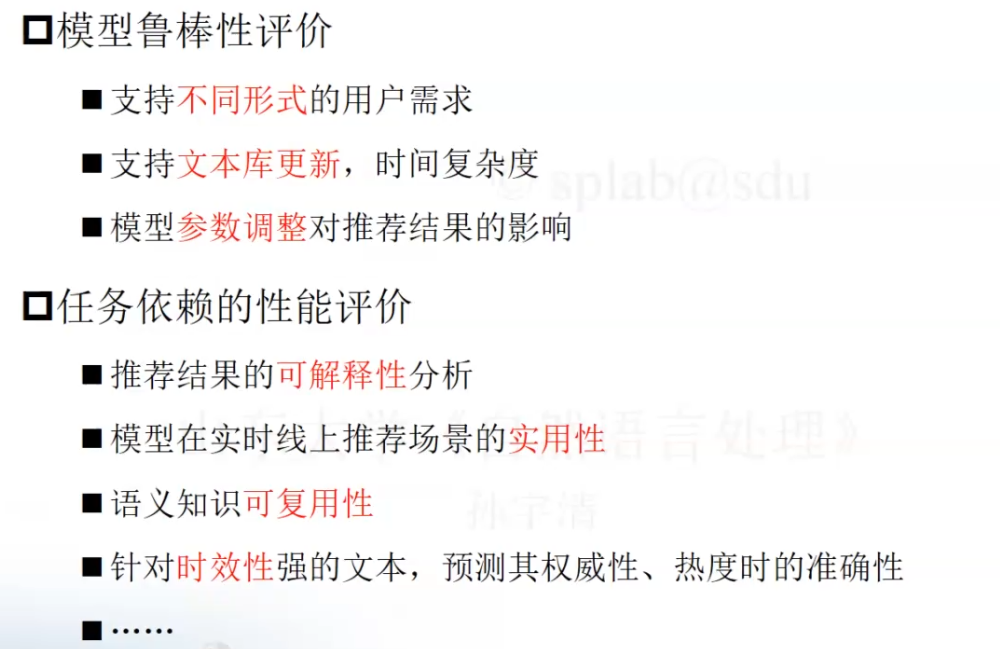 模型鲁棒性评价
支持不同形式的用户需求
支持文本库更新，时间复杂度
© splab@sdu
模型参数调整对推荐结果的影响
任务依赖的性能评价
推荐结果的可解释性分析
模型在实时线上推荐场景的实用性
语言处理》
语义知识可复用性
孙宇清
针对时效性强的文本，预测其权威性、热度时的准确性
……